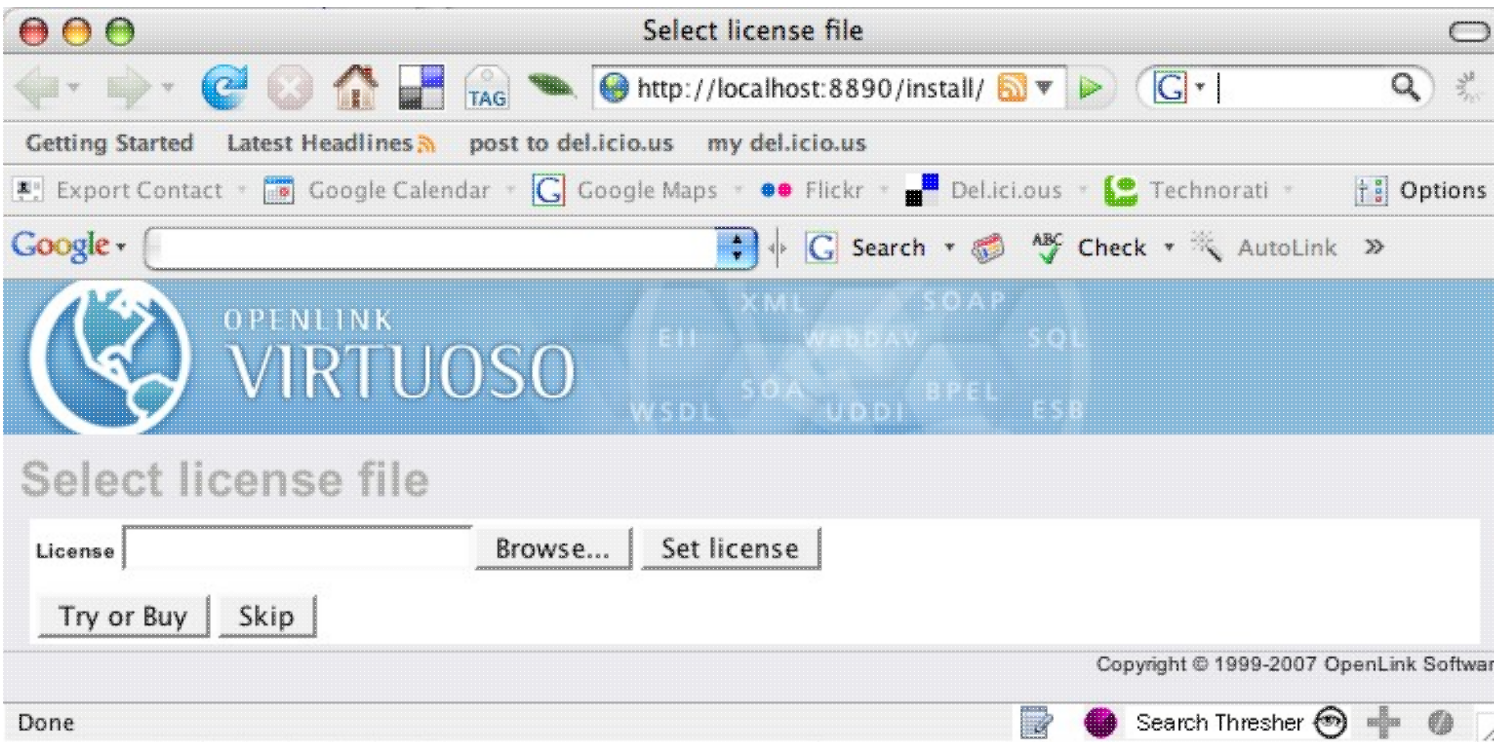 Select license file
TAG http://localhost:8890/install/ G
Getting Started Latest Headlines post to del.icio.us my del.icio.us
Export Contact Google Calendar G Google Maps Flickr Del.ici.ous Technorati Options
Google G Search ABC Check AutoLink »
OPENLINK
VIRTUOSO
XML SOAP
EII WebDAV SQL
SOA BPEL
WSDL UDDI ESB
Select license file
License Browse... Set license
Try or Buy Skip
Copyright © 1999-2007 OpenLink Softwar
Done Search Thresher